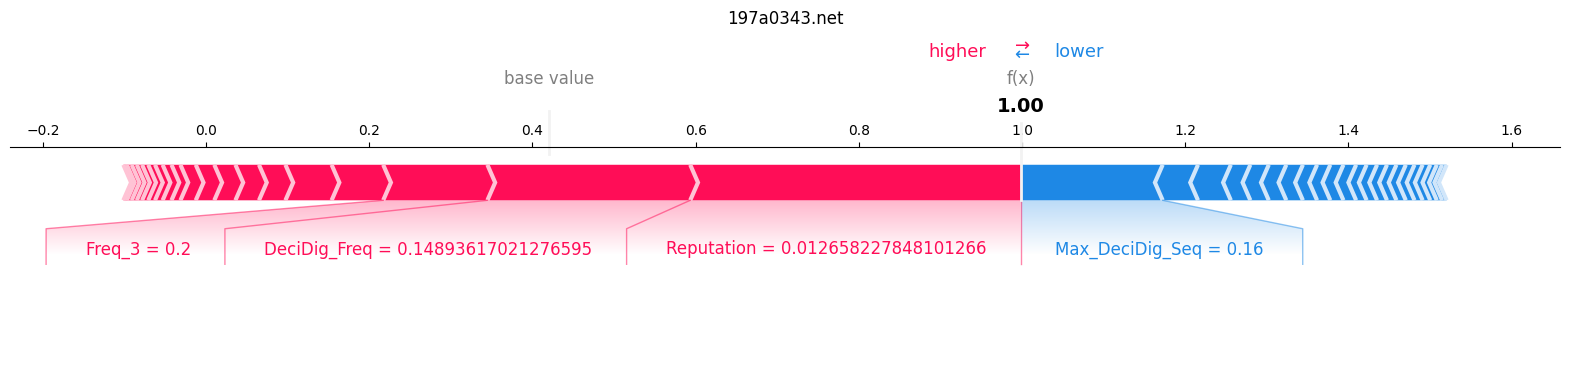 197a0343.net
higher ⇄ lower
base value f(x)
1.00
−0.2 0.0 0.2 0.4 0.6 0.8 1.0 1.2 1.4 1.6
Freq_3 = 0.2 DeciDig_Freq = 0.14893617021276595 Reputation = 0.012658227848101266 Max_DeciDig_Seq = 0.16